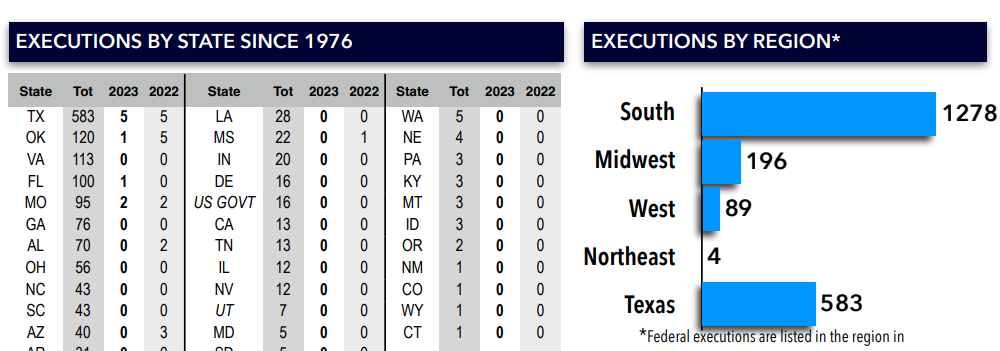 EXECUTIONS BY STATE SINCE 1976
State Tot 2023 2022 State Tot 2023 2022 State Tot 2023 2022
TX 583 5 5 LA 28 0 0 WA 5 0 0
OK 120 1 5 MS 22 0 1 NE 4 0 0
VA 113 0 0 IN 20 0 0 PA 3 0 0
FL 100 1 0 DE 16 0 0 KY 3 0 0
MO 95 2 2 US GOVT 16 0 0 MT 3 0 0
GA 76 0 0 CA 13 0 0 ID 3 0 0
AL 70 0 2 TN 13 0 0 OR 2 0 0
OH 56 0 0 IL 12 0 0 NM 1 0 0
NC 43 0 0 NV 12 0 0 CO 1 0 0
SC 43 0 0 UT 7 0 0 WY 1 0 0
AZ 40 0 3 MD 5 0 0 CT 1 0 0
EXECUTIONS BY REGION*
South 1278
Midwest 196
West 89
Northeast 4
Texas 583
*Federal executions are listed in the region in